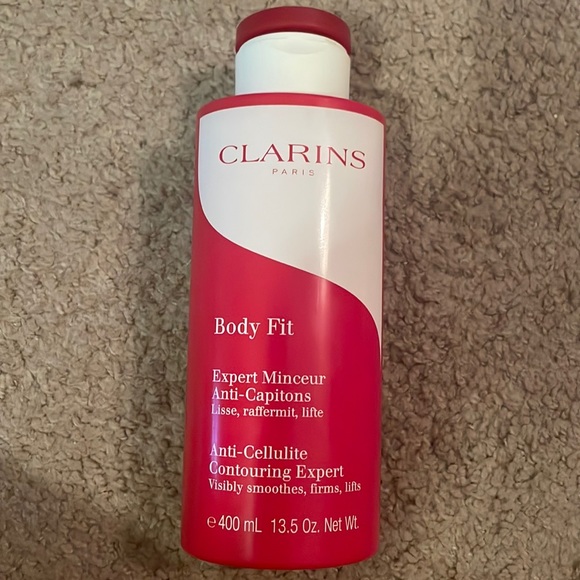 CLARINS
PARIS
Body Fit
Expert Minceur
Anti-Capitons
Lisse, raffermit, lifte
Anti-Cellulite
Contouring Expert
Visibly smoothes, firms, lifts
℮ 400 mL 13.5 Oz. Net Wt.